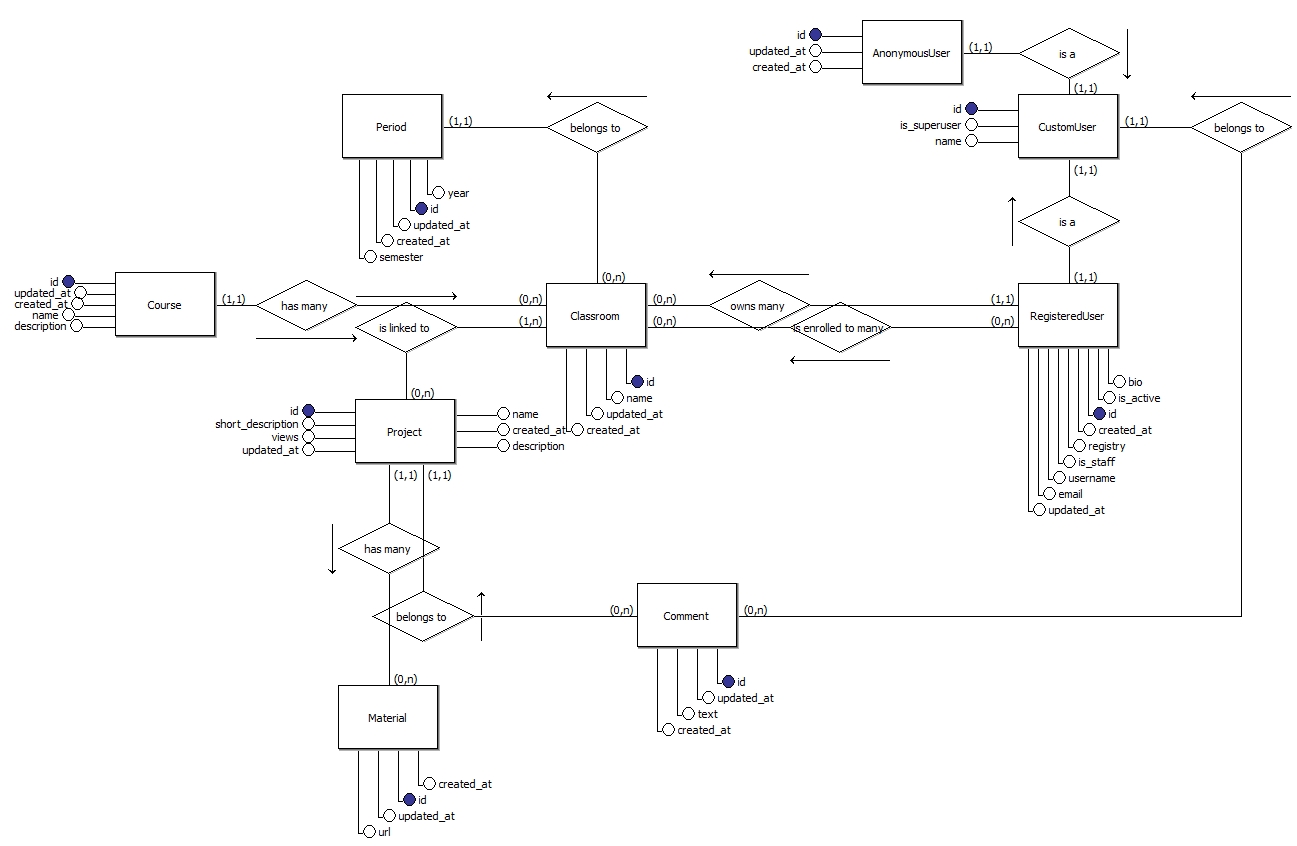 id
updated_at
created_at
AnonymousUser
(1,1)
is a
(1,1)
Period
(1,1)
belongs to
id
is_superuser
name
CustomUser
(1,1)
belongs to
(1,1)
year
id
updated_at
created_at
semester
is a
(1,1)
id
updated_at
created_at
name
description
Course
(1,1)
has many
(0,n)
(0,n)
Classroom
(0,n)
owns many
(1,1)
RegisteredUser
is linked to
(1,n)
(0,n)
is enrolled to many
(0,n)
id
name
updated_at
created_at
bio
is_active
id
created_at
registry
is_staff
username
email
updated_at
(0,n)
id
short_description
views
updated_at
Project
name
created_at
description
(1,1)
(1,1)
has many
belongs to
(0,n)
Comment
(0,n)
id
updated_at
text
created_at
(0,n)
Material
created_at
id
updated_at
url